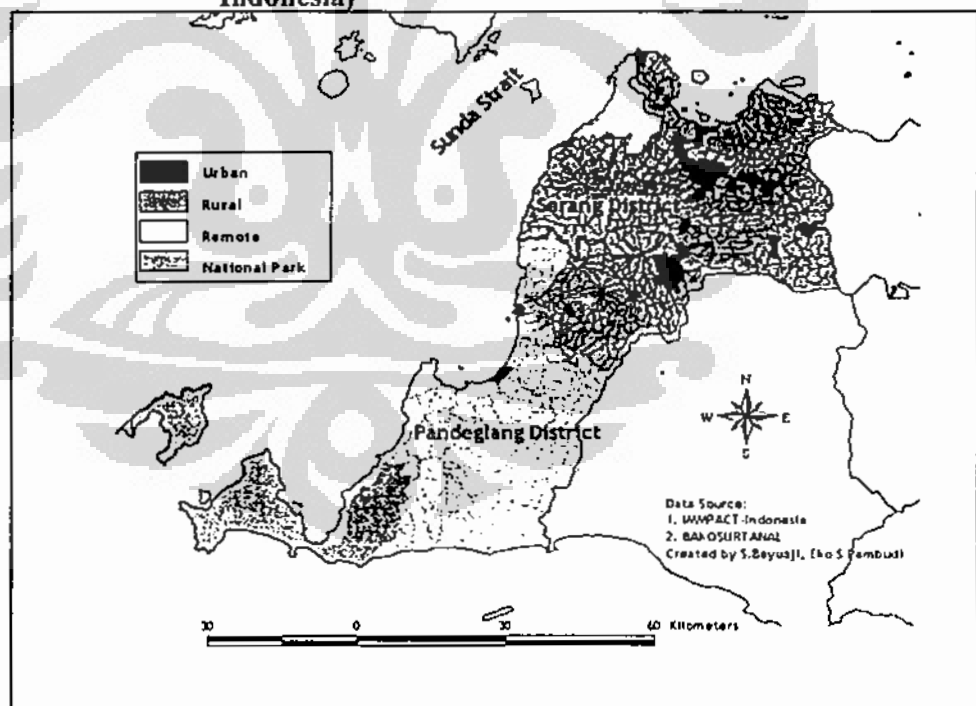 Indonesia)
Sunda Strait
Urban
Rural
Remote
National Park
Serang District
Pandeglang District
N
W E
S
Data Source:
1. IMMPACT-Indonesia
2. BAKOSURTANAL
Created by S.Bayuaji, Eko S Pambudi
30 0 30 60 Kilometers